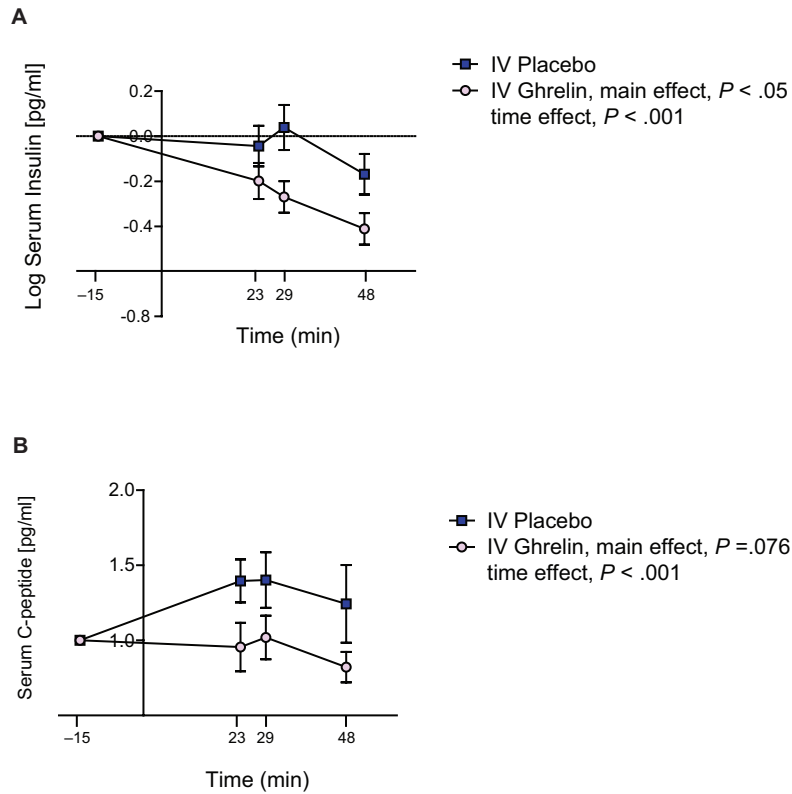 A
Log Serum Insulin [pg/ml]
0.2
0.0
-0.2
-0.4
-0.8
–15
23
29
48
Time (min)
IV Placebo
IV Ghrelin, main effect, P < .05
time effect, P < .001
B
Serum C-peptide [pg/ml]
2.0
1.5
1.0
–15
23
29
48
Time (min)
IV Placebo
IV Ghrelin, main effect, P =.076
time effect, P < .001